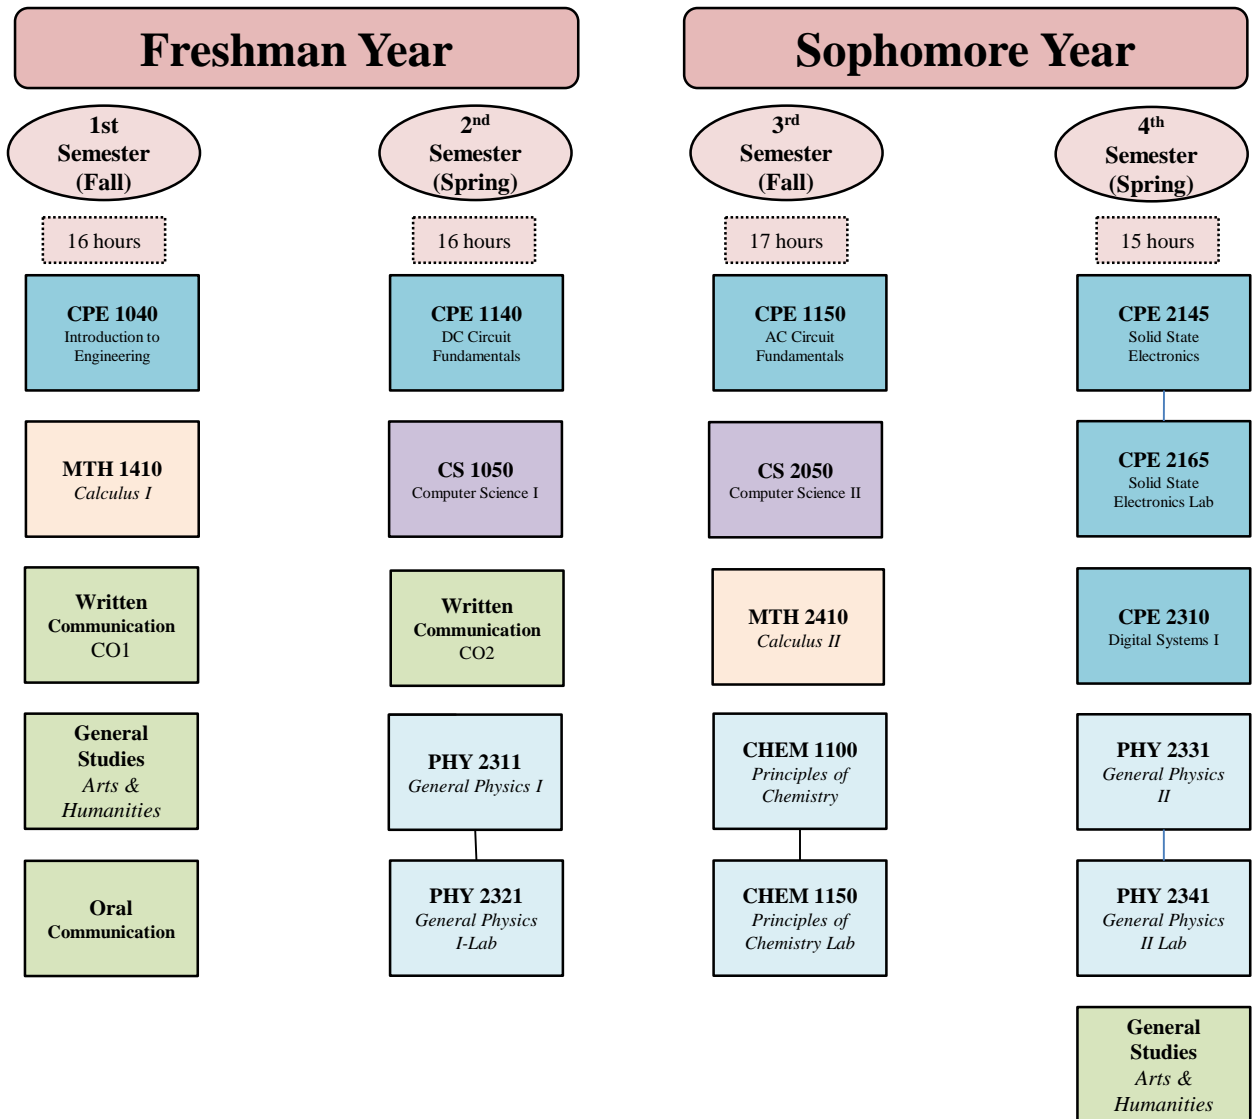 Freshman Year
Sophomore Year
1st
Semester
(Fall)
2nd
Semester
(Spring)
3rd
Semester
(Fall)
4th
Semester
(Spring)
16 hours
16 hours
17 hours
15 hours
CPE 1040
Introduction to
Engineering
CPE 1140
DC Circuit
Fundamentals
CPE 1150
AC Circuit
Fundamentals
CPE 2145
Solid State
Electronics
MTH 1410
Calculus I
CS 1050
Computer Science I
CS 2050
Computer Science II
CPE 2165
Solid State
Electronics Lab
Written
Communication
CO1
Written
Communication
CO2
MTH 2410
Calculus II
CPE 2310
Digital Systems I
General
Studies
Arts &
Humanities
PHY 2311
General Physics I
CHEM 1100
Principles of
Chemistry
PHY 2331
General Physics
II
Oral
Communication
PHY 2321
General Physics
I-Lab
CHEM 1150
Principles of
Chemistry Lab
PHY 2341
General Physics
II Lab
General
Studies
Arts &
Humanities